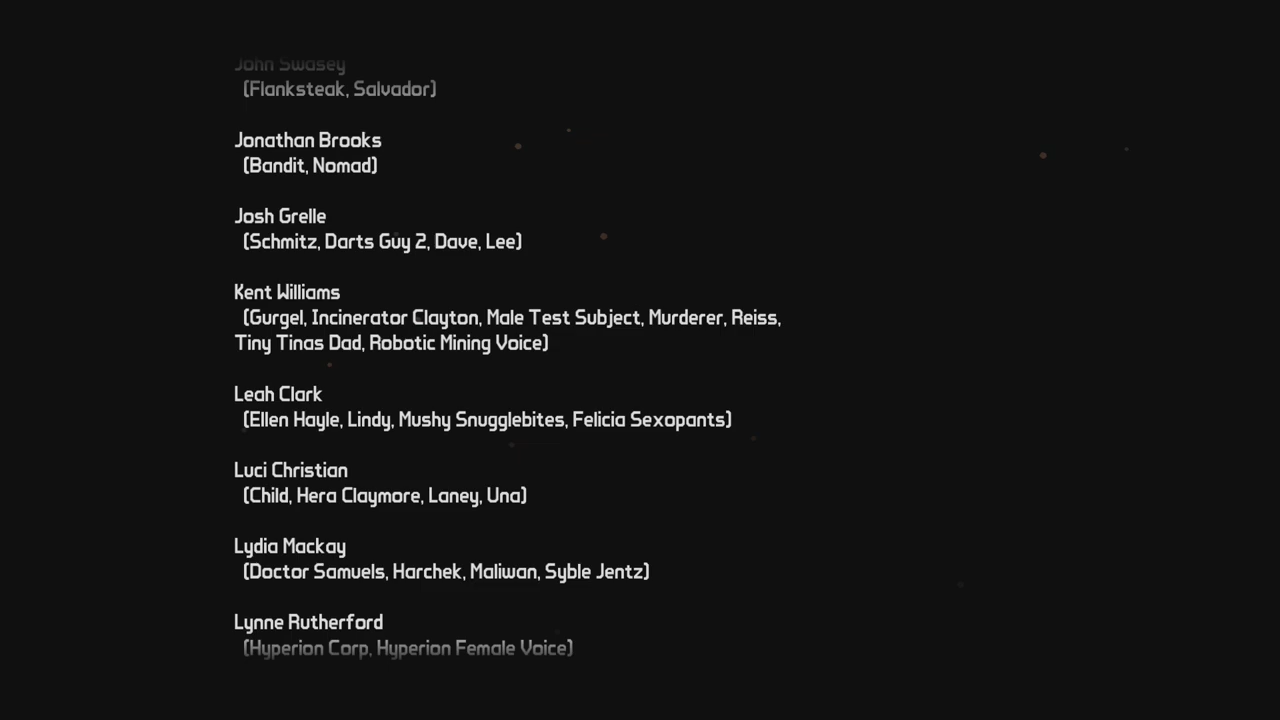 John Swasey
(Flanksteak, Salvador)
Jonathan Brooks
(Bandit, Nomad)
Josh Grelle
(Schmitz, Darts Guy 2, Dave, Lee)
Kent Williams
(Gurgel, Incinerator Clayton, Male Test Subject, Murderer, Reiss,
Tiny Tinas Dad, Robotic Mining Voice)
Leah Clark
(Ellen Hayle, Lindy, Mushy Snugglebites, Felicia Sexopants)
Luci Christian
(Child, Hera Claymore, Laney, Una)
Lydia Mackay
(Doctor Samuels, Harchek, Maliwan, Syble Jentz)
Lynne Rutherford
(Hyperion Corp, Hyperion Female Voice)